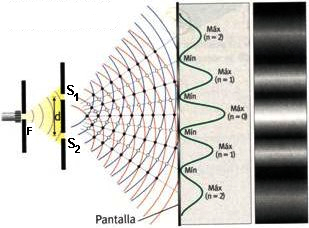 F
S1
d
S2
Máx
(n=2)
Mín
Máx
(n=1)
Mín
Máx
(n=0)
Mín
Máx
(n=1)
Mín
Máx
(n=2)
Pantalla